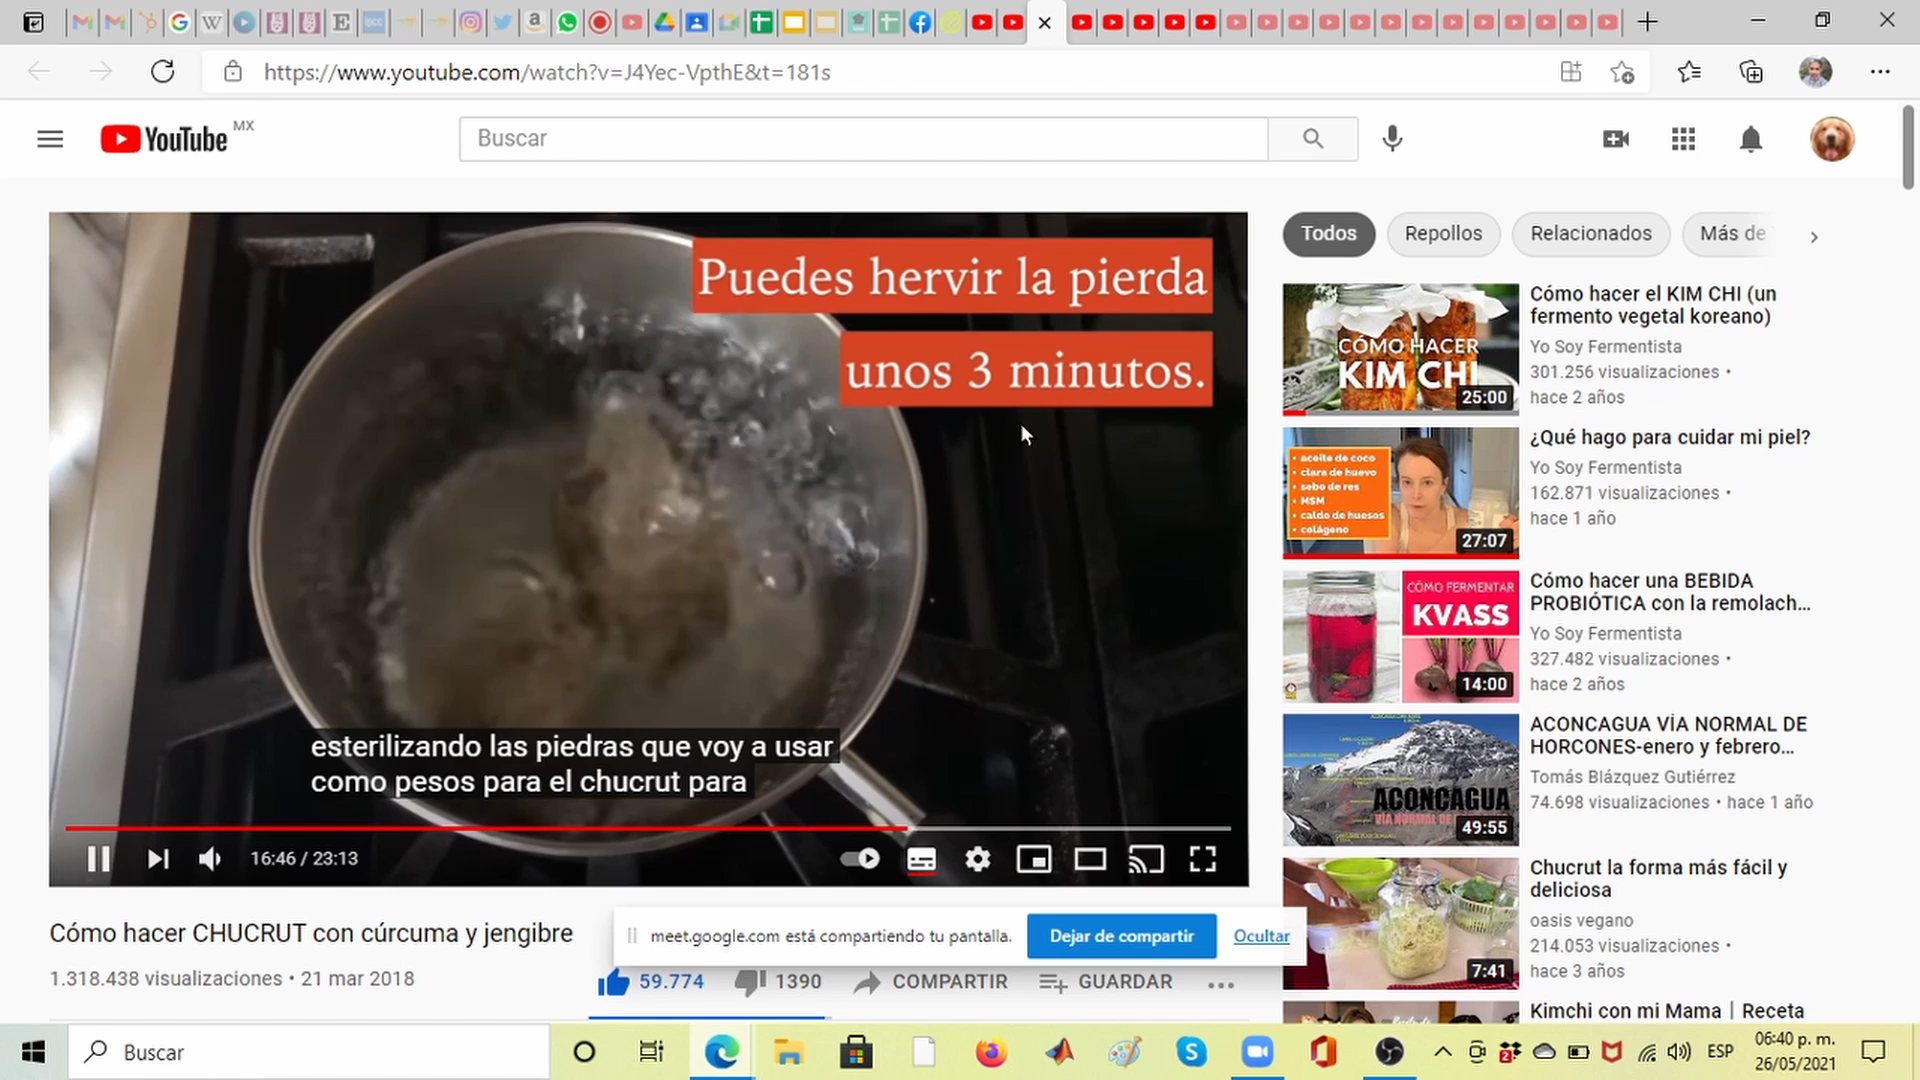 https://www.youtube.com/watch?v=J4Yec-VpthE&t=181s
YouTube MX
Buscar
Puedes hervir la pierda
unos 3 minutos.
esterilizando las piedras que voy a usar
como pesos para el chucrut para
16:46 / 23:13
Cómo hacer CHUCRUT con cúrcuma y jengibre
1.318.438 visualizaciones • 21 mar 2018
meet.google.com está compartiendo tu pantalla.
Dejar de compartir
Ocultar
59.774
1390
COMPARTIR
GUARDAR
Todos
Repollos
Relacionados
Más de
CÓMO HACER
KIM CHI
25:00
Cómo hacer el KIM CHI (un
fermento vegetal koreano)
Yo Soy Fermentista
301.256 visualizaciones •
hace 2 años
• aceite de coco
• clara de huevo
• sebo de res
• MSM
• caldo de huesos
• colágeno
27:07
¿Qué hago para cuidar mi piel?
Yo Soy Fermentista
162.871 visualizaciones •
hace 1 año
CÓMO FERMENTAR
KVASS
14:00
Cómo hacer una BEBIDA
PROBIÓTICA con la remolach...
Yo Soy Fermentista
327.482 visualizaciones •
hace 2 años
ACONCAGUA
VÍA NORMAL DE
49:55
ACONCAGUA VÍA NORMAL DE
HORCONES-enero y febrero...
Tomás Blázquez Gutiérrez
74.698 visualizaciones • hace 1 año
7:41
Chucrut la forma más fácil y
deliciosa
oasis vegano
214.053 visualizaciones •
hace 3 años
Kimchi con mi Mama | Receta
Buscar
ESP
06:40 p. m.
26/05/2021